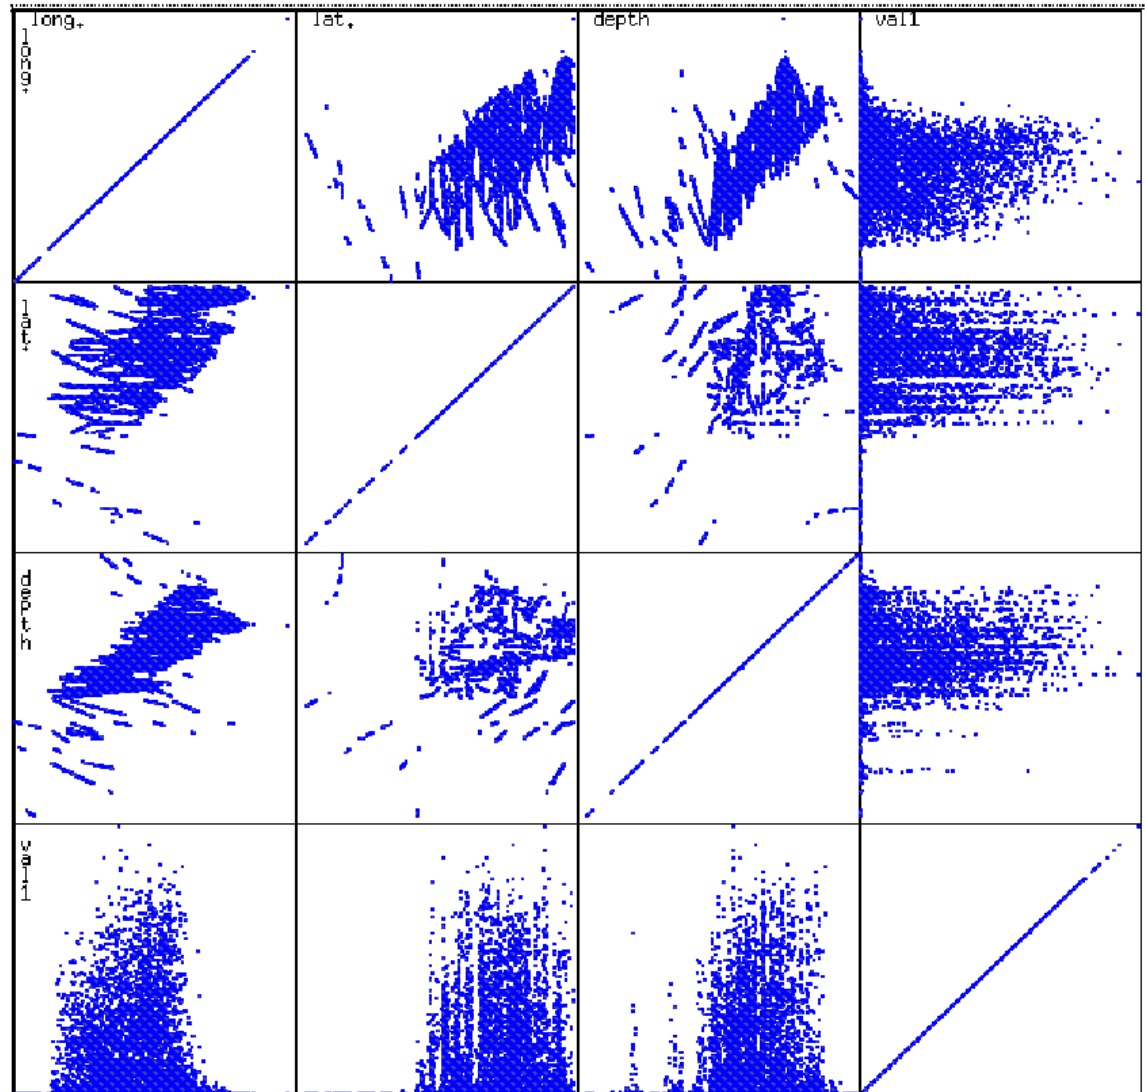 long. lat. depth val1
long.
lat.
depth
val1